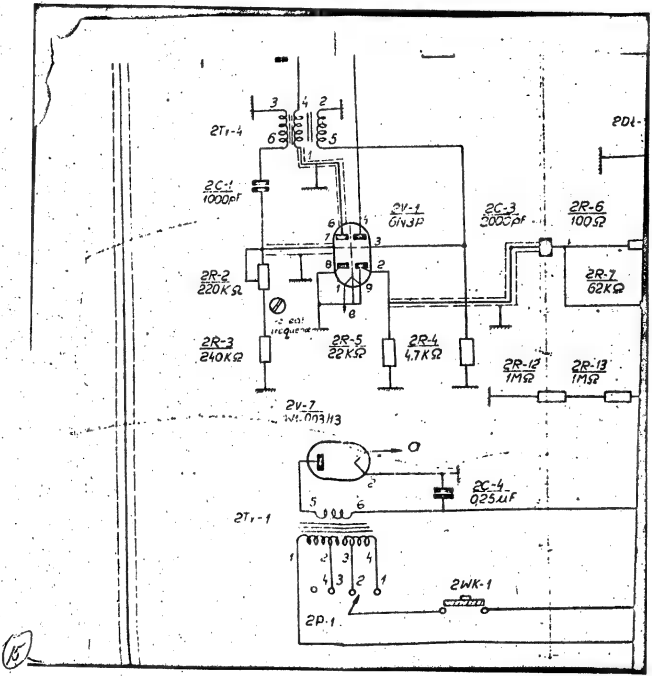 3 4 2
2Tr-4
6 1 5
2Dł-
2C-1
1000pF
2V-1
6N3P
6 4
7 3
8 2
K 9
e
2C-3
2000pF
2R-6
100Ω
2R-7
62KΩ
2R-2
220KΩ
2R-3
240KΩ
2R-5
22KΩ
2R-4
4.7KΩ
2R-12
1MΩ
2R-13
1MΩ
2V-7
a
2
2C-4
0,25μF
5 6
2Tr-1
1 2 3 4
4 3 2 1
2P-1
2WK-1
15